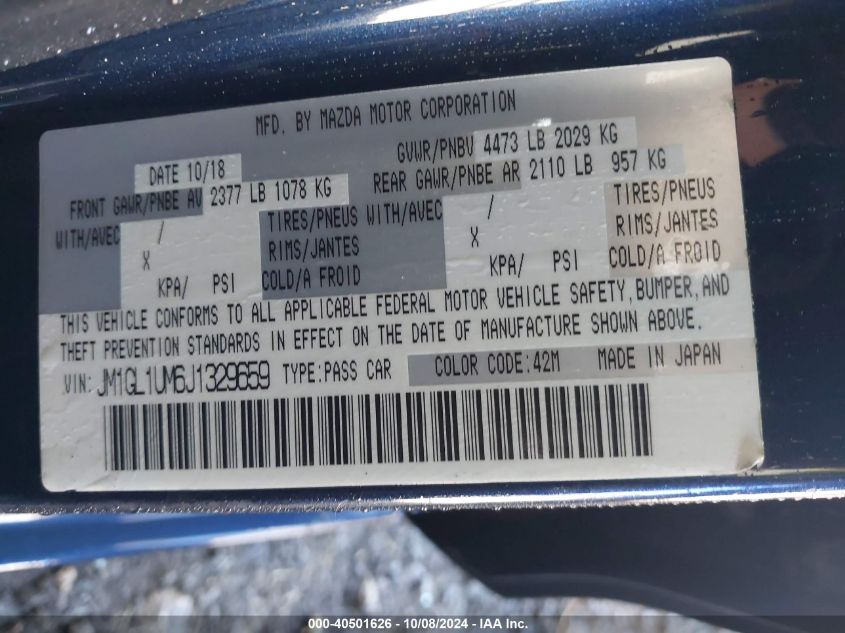 MFD. BY MAZDA MOTOR CORPORATION
DATE 10/18 GVWR/PNBV 4473 LB 2029 KG
FRONT GAWR/PNBE AV 2377 LB 1078 KG REAR GAWR/PNBE AR 2110 LB 957 KG
WITH/AVEC / TIRES/PNEUS WITH/AVEC / TIRES/PNEUS
X RIMS/JANTES X RIMS/JANTES
KPA/ PSI COLD/A FROID KPA/ PSI COLD/A FROID
THIS VEHICLE CONFORMS TO ALL APPLICABLE FEDERAL MOTOR VEHICLE SAFETY, BUMPER, AND
THEFT PREVENTION STANDARDS IN EFFECT ON THE DATE OF MANUFACTURE SHOWN ABOVE.
VIN: JM1GL1UM6J1329659 TYPE:PASS CAR COLOR CODE:42M MADE IN JAPAN
000-40501626 - 10/08/2024 - IAA Inc.